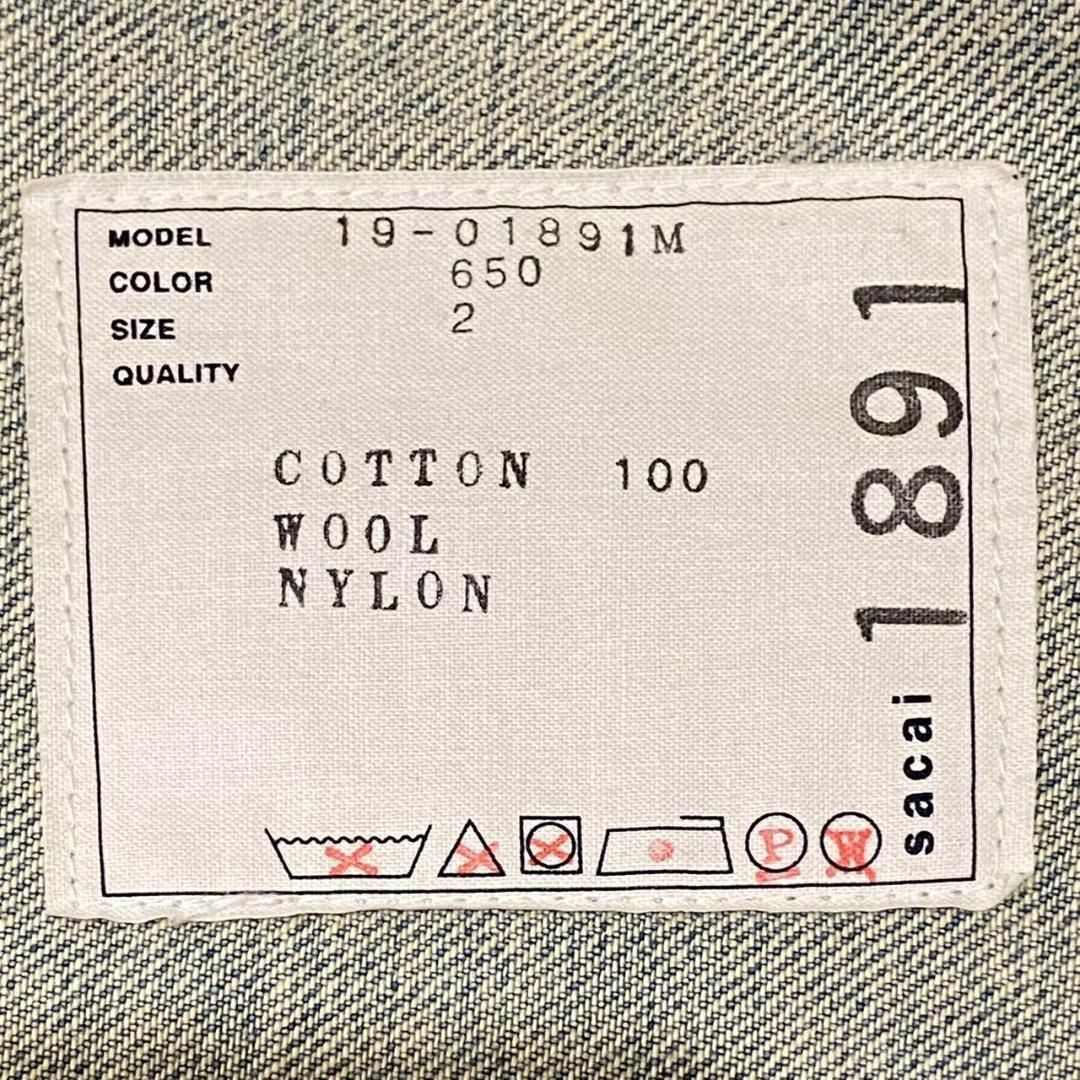 MODEL 19-01891M
COLOR 650
SIZE 2
QUALITY
COTTON 100
WOOL
NYLON
P W
sacai 1891